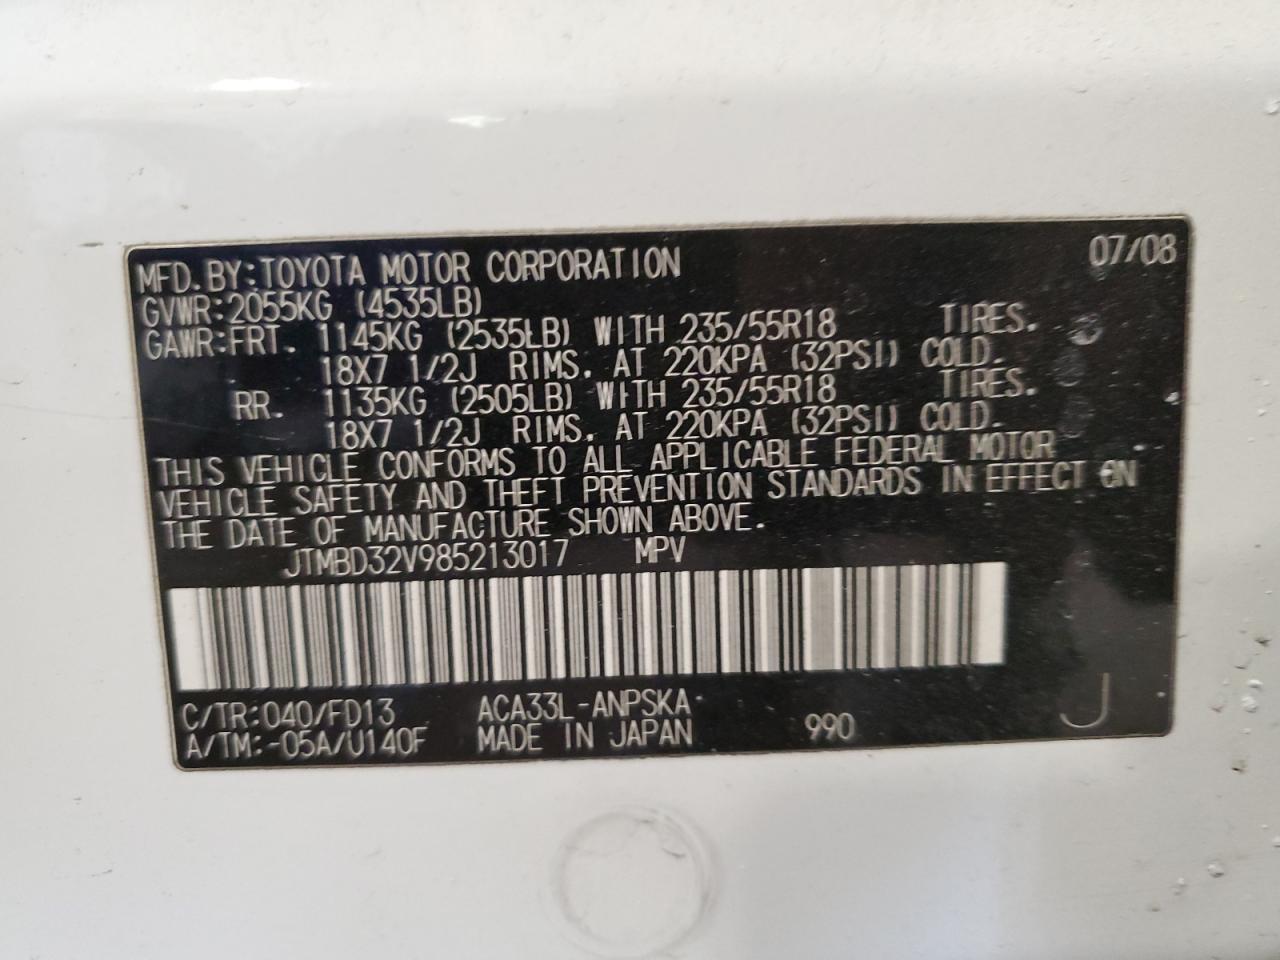 MFD.BY:TOYOTA MOTOR CORPORATION 07/08
GVWR:2055KG (4535LB)
GAWR:FRT. 1145KG (2535LB) WITH 235/55R18 TIRES.
18X7 1/2J RIMS. AT 220KPA (32PSI) COLD.
RR. 1135KG (2505LB) WITH 235/55R18 TIRES.
18X7 1/2J RIMS. AT 220KPA (32PSI) COLD.
THIS VEHICLE CONFORMS TO ALL APPLICABLE FEDERAL MOTOR
VEHICLE SAFETY AND THEFT PREVENTION STANDARDS IN EFFECT ON
THE DATE OF MANUFACTURE SHOWN ABOVE.
JTMBD32V985213017 MPV
C/TR:040/FD13 ACA33L-ANPSKA
A/TM:-05A/U140F MADE IN JAPAN 990 J